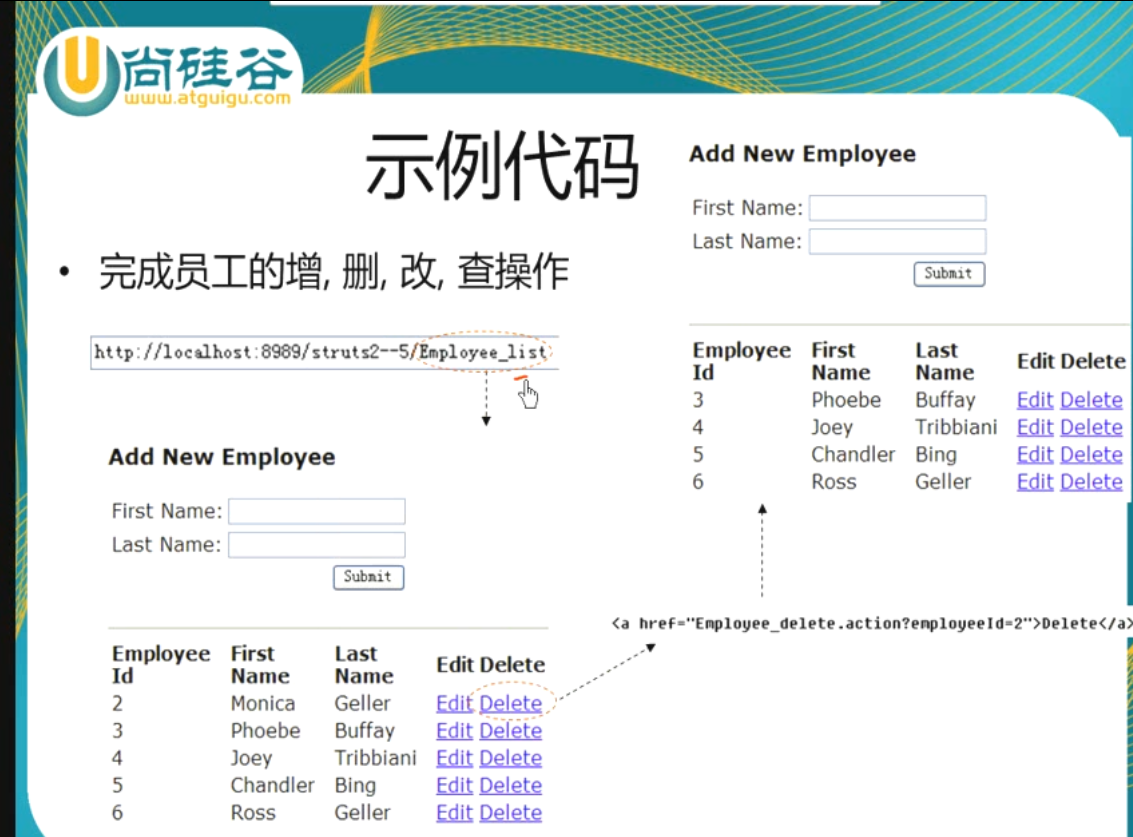 尚硅谷
www.atguigu.com
示例代码
• 完成员工的增, 删, 改, 查操作
http://localhost:8989/struts2--5/Employee_list
Add New Employee
First Name:
Last Name:
Submit
Employee Id First Name Last Name Edit Delete
2 Monica Geller Edit Delete
3 Phoebe Buffay Edit Delete
4 Joey Tribbiani Edit Delete
5 Chandler Bing Edit Delete
6 Ross Geller Edit Delete
<a href="Employee_delete.action?employeeId=2">Delete</a>
Add New Employee
First Name:
Last Name:
Submit
Employee Id First Name Last Name Edit Delete
3 Phoebe Buffay Edit Delete
4 Joey Tribbiani Edit Delete
5 Chandler Bing Edit Delete
6 Ross Geller Edit Delete